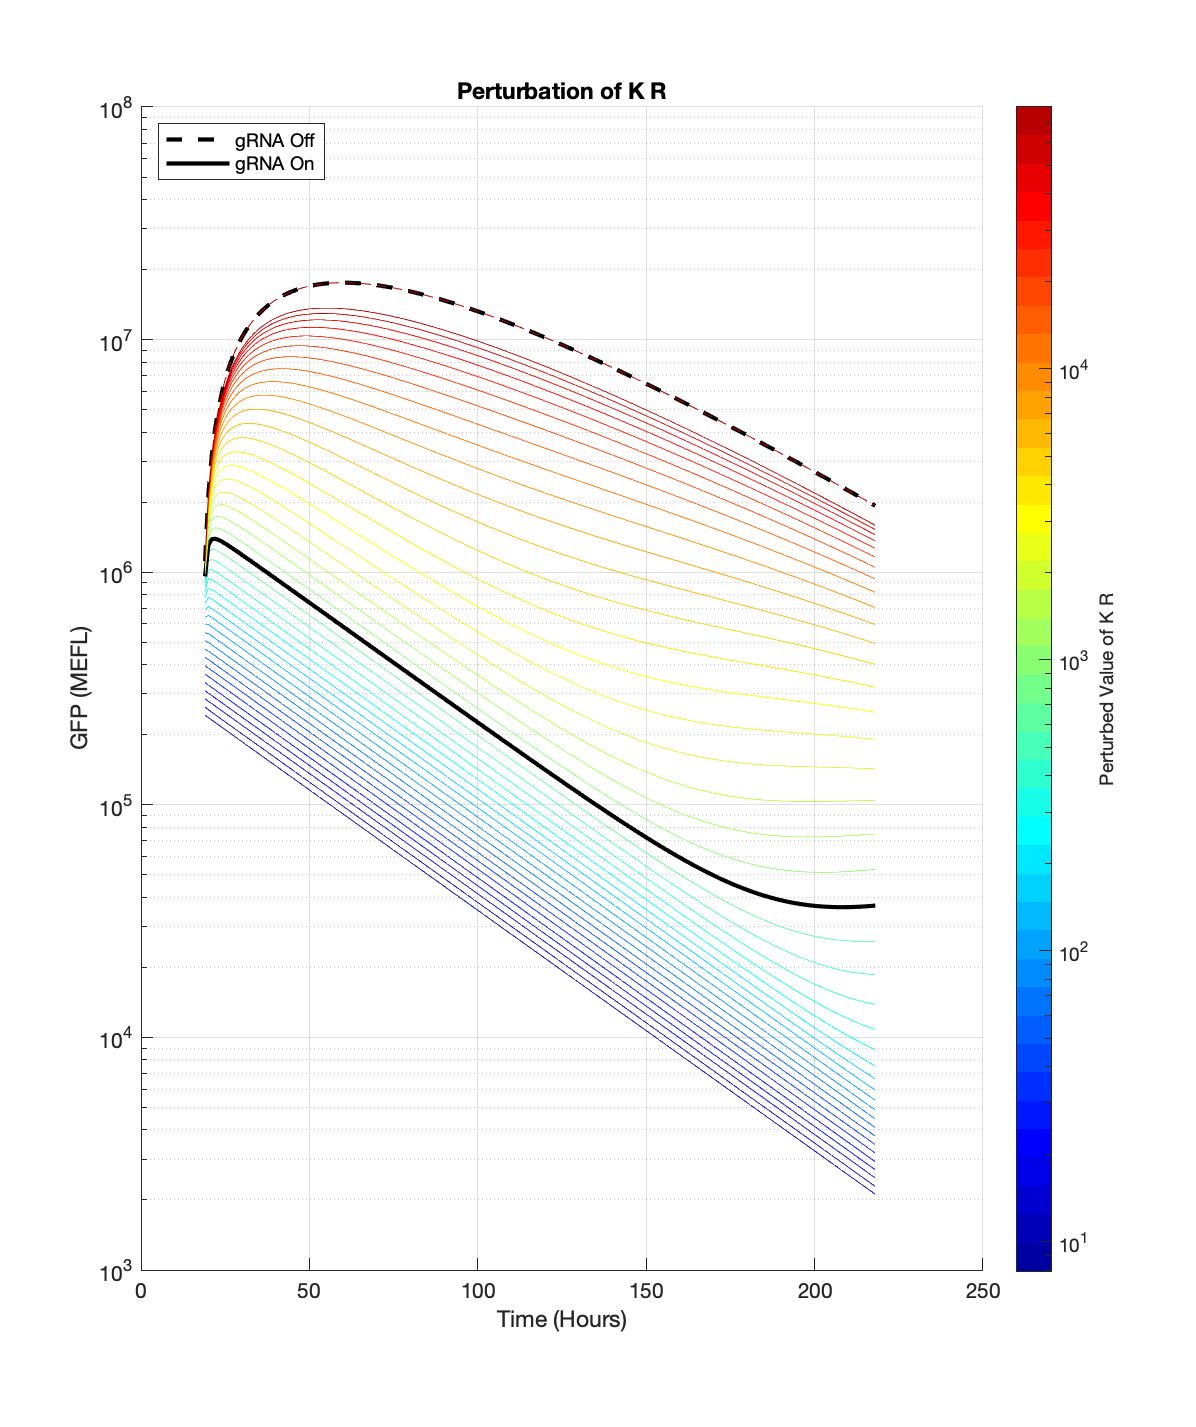 Perturbation of K R
gRNA Off
gRNA On
10^8
10^7
10^6
10^5
10^4
10^3
GFP (MEFL)
0 50 100 150 200 250
Time (Hours)
10^4
10^3
10^2
10^1
Perturbed Value of K R